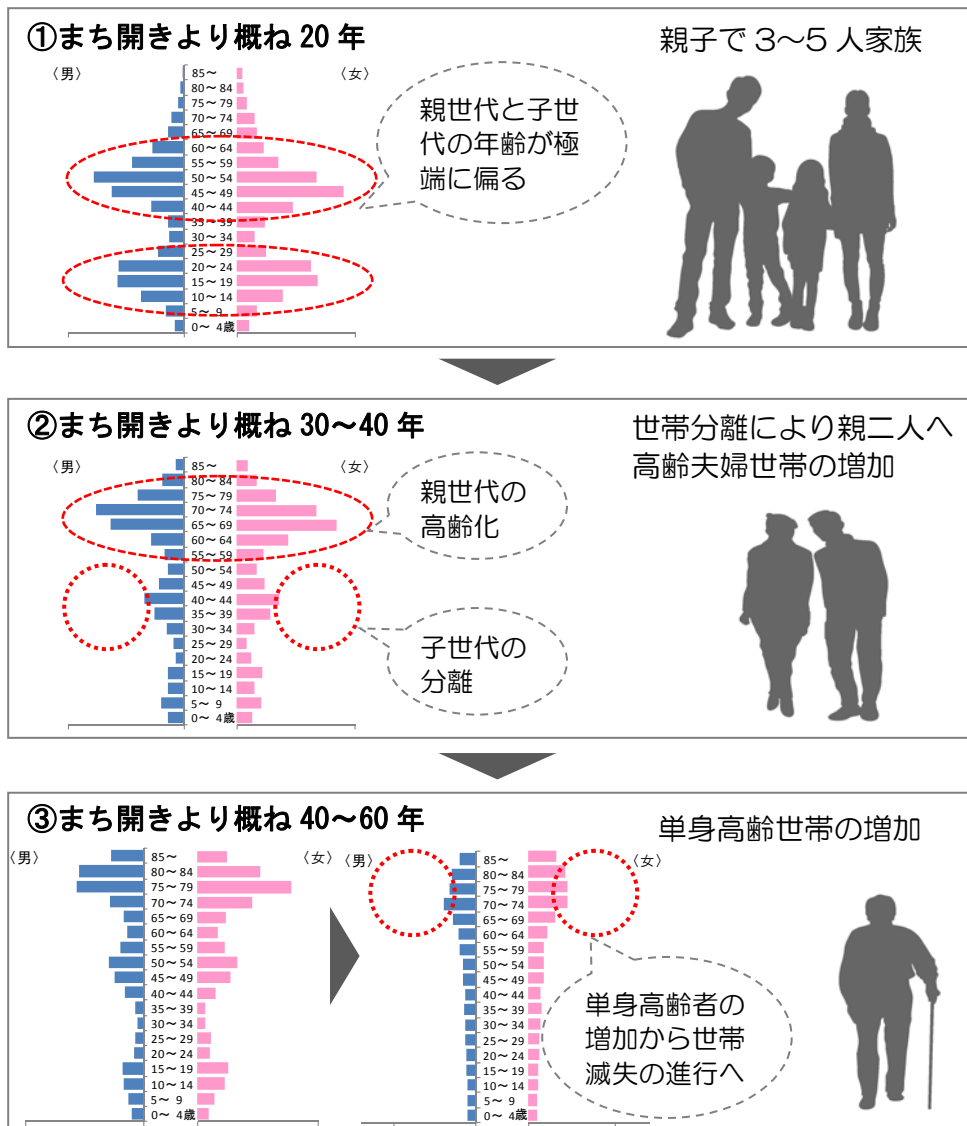 ①まち開きより概ね 20 年
親子で 3～5 人家族
〈男〉
〈女〉
85～
80～ 84
75～ 79
70～ 74
65～ 69
60～ 64
55～ 59
50～ 54
45～ 49
40～ 44
35～ 39
30～ 34
25～ 29
20～ 24
15～ 19
10～ 14
5～ 9
0～ 4歳
親世代と子世
代の年齢が極
端に偏る
②まち開きより概ね 30～40 年
世帯分離により親二人へ
高齢夫婦世帯の増加
〈男〉
〈女〉
85～
80～ 84
75～ 79
70～ 74
65～ 69
60～ 64
55～ 59
50～ 54
45～ 49
40～ 44
35～ 39
30～ 34
25～ 29
20～ 24
15～ 19
10～ 14
5～ 9
0～ 4歳
親世代の
高齢化
子世代の
分離
③まち開きより概ね 40～60 年
単身高齢世帯の増加
〈男〉
〈女〉
85～
80～ 84
75～ 79
70～ 74
65～ 69
60～ 64
55～ 59
50～ 54
45～ 49
40～ 44
35～ 39
30～ 34
25～ 29
20～ 24
15～ 19
10～ 14
5～ 9
0～ 4歳
〈男〉
〈女〉
85～
80～ 84
75～ 79
70～ 74
65～ 69
60～ 64
55～ 59
50～ 54
45～ 49
40～ 44
35～ 39
30～ 34
25～ 29
20～ 24
15～ 19
10～ 14
5～ 9
0～ 4歳
単身高齢者の
増加から世帯
滅失の進行へ